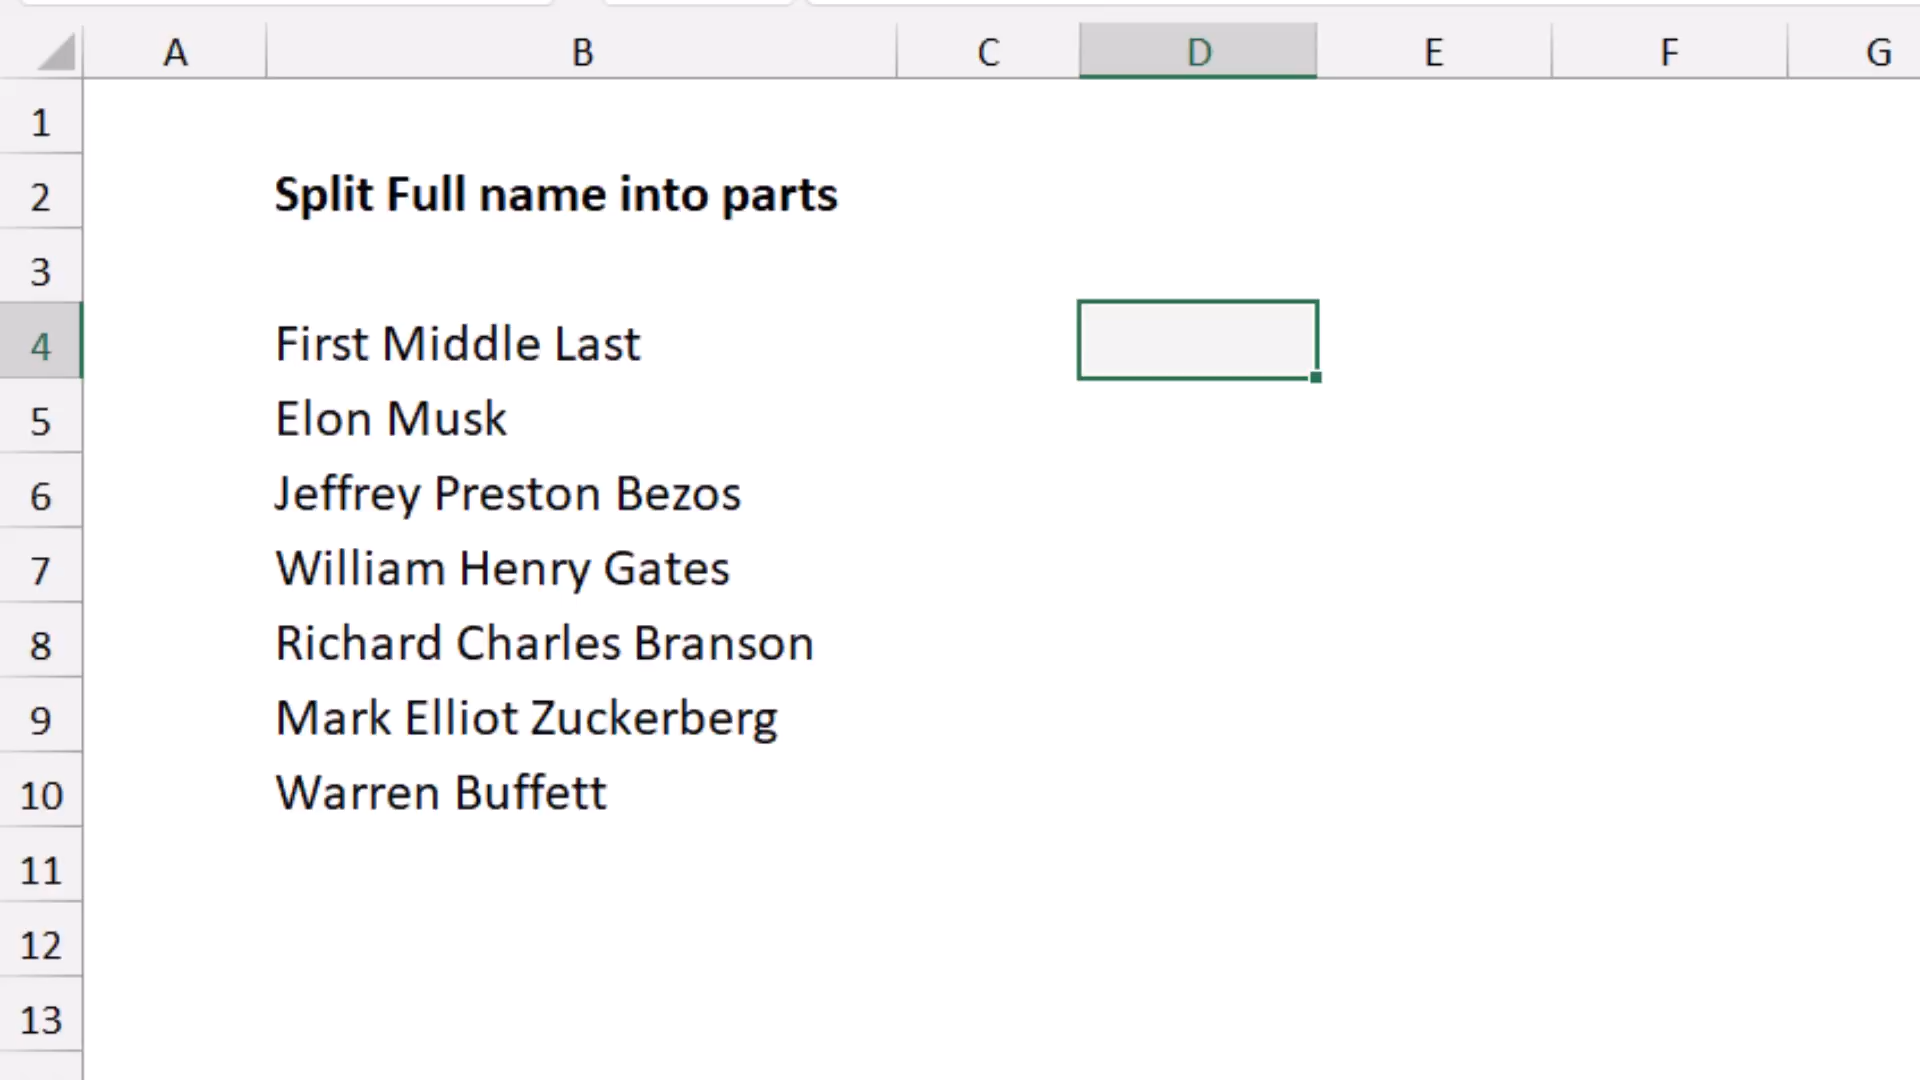 A B C D E F G
1
2 Split Full name into parts
3
4 First Middle Last
5 Elon Musk
6 Jeffrey Preston Bezos
7 William Henry Gates
8 Richard Charles Branson
9 Mark Elliot Zuckerberg
10 Warren Buffett
11
12
13